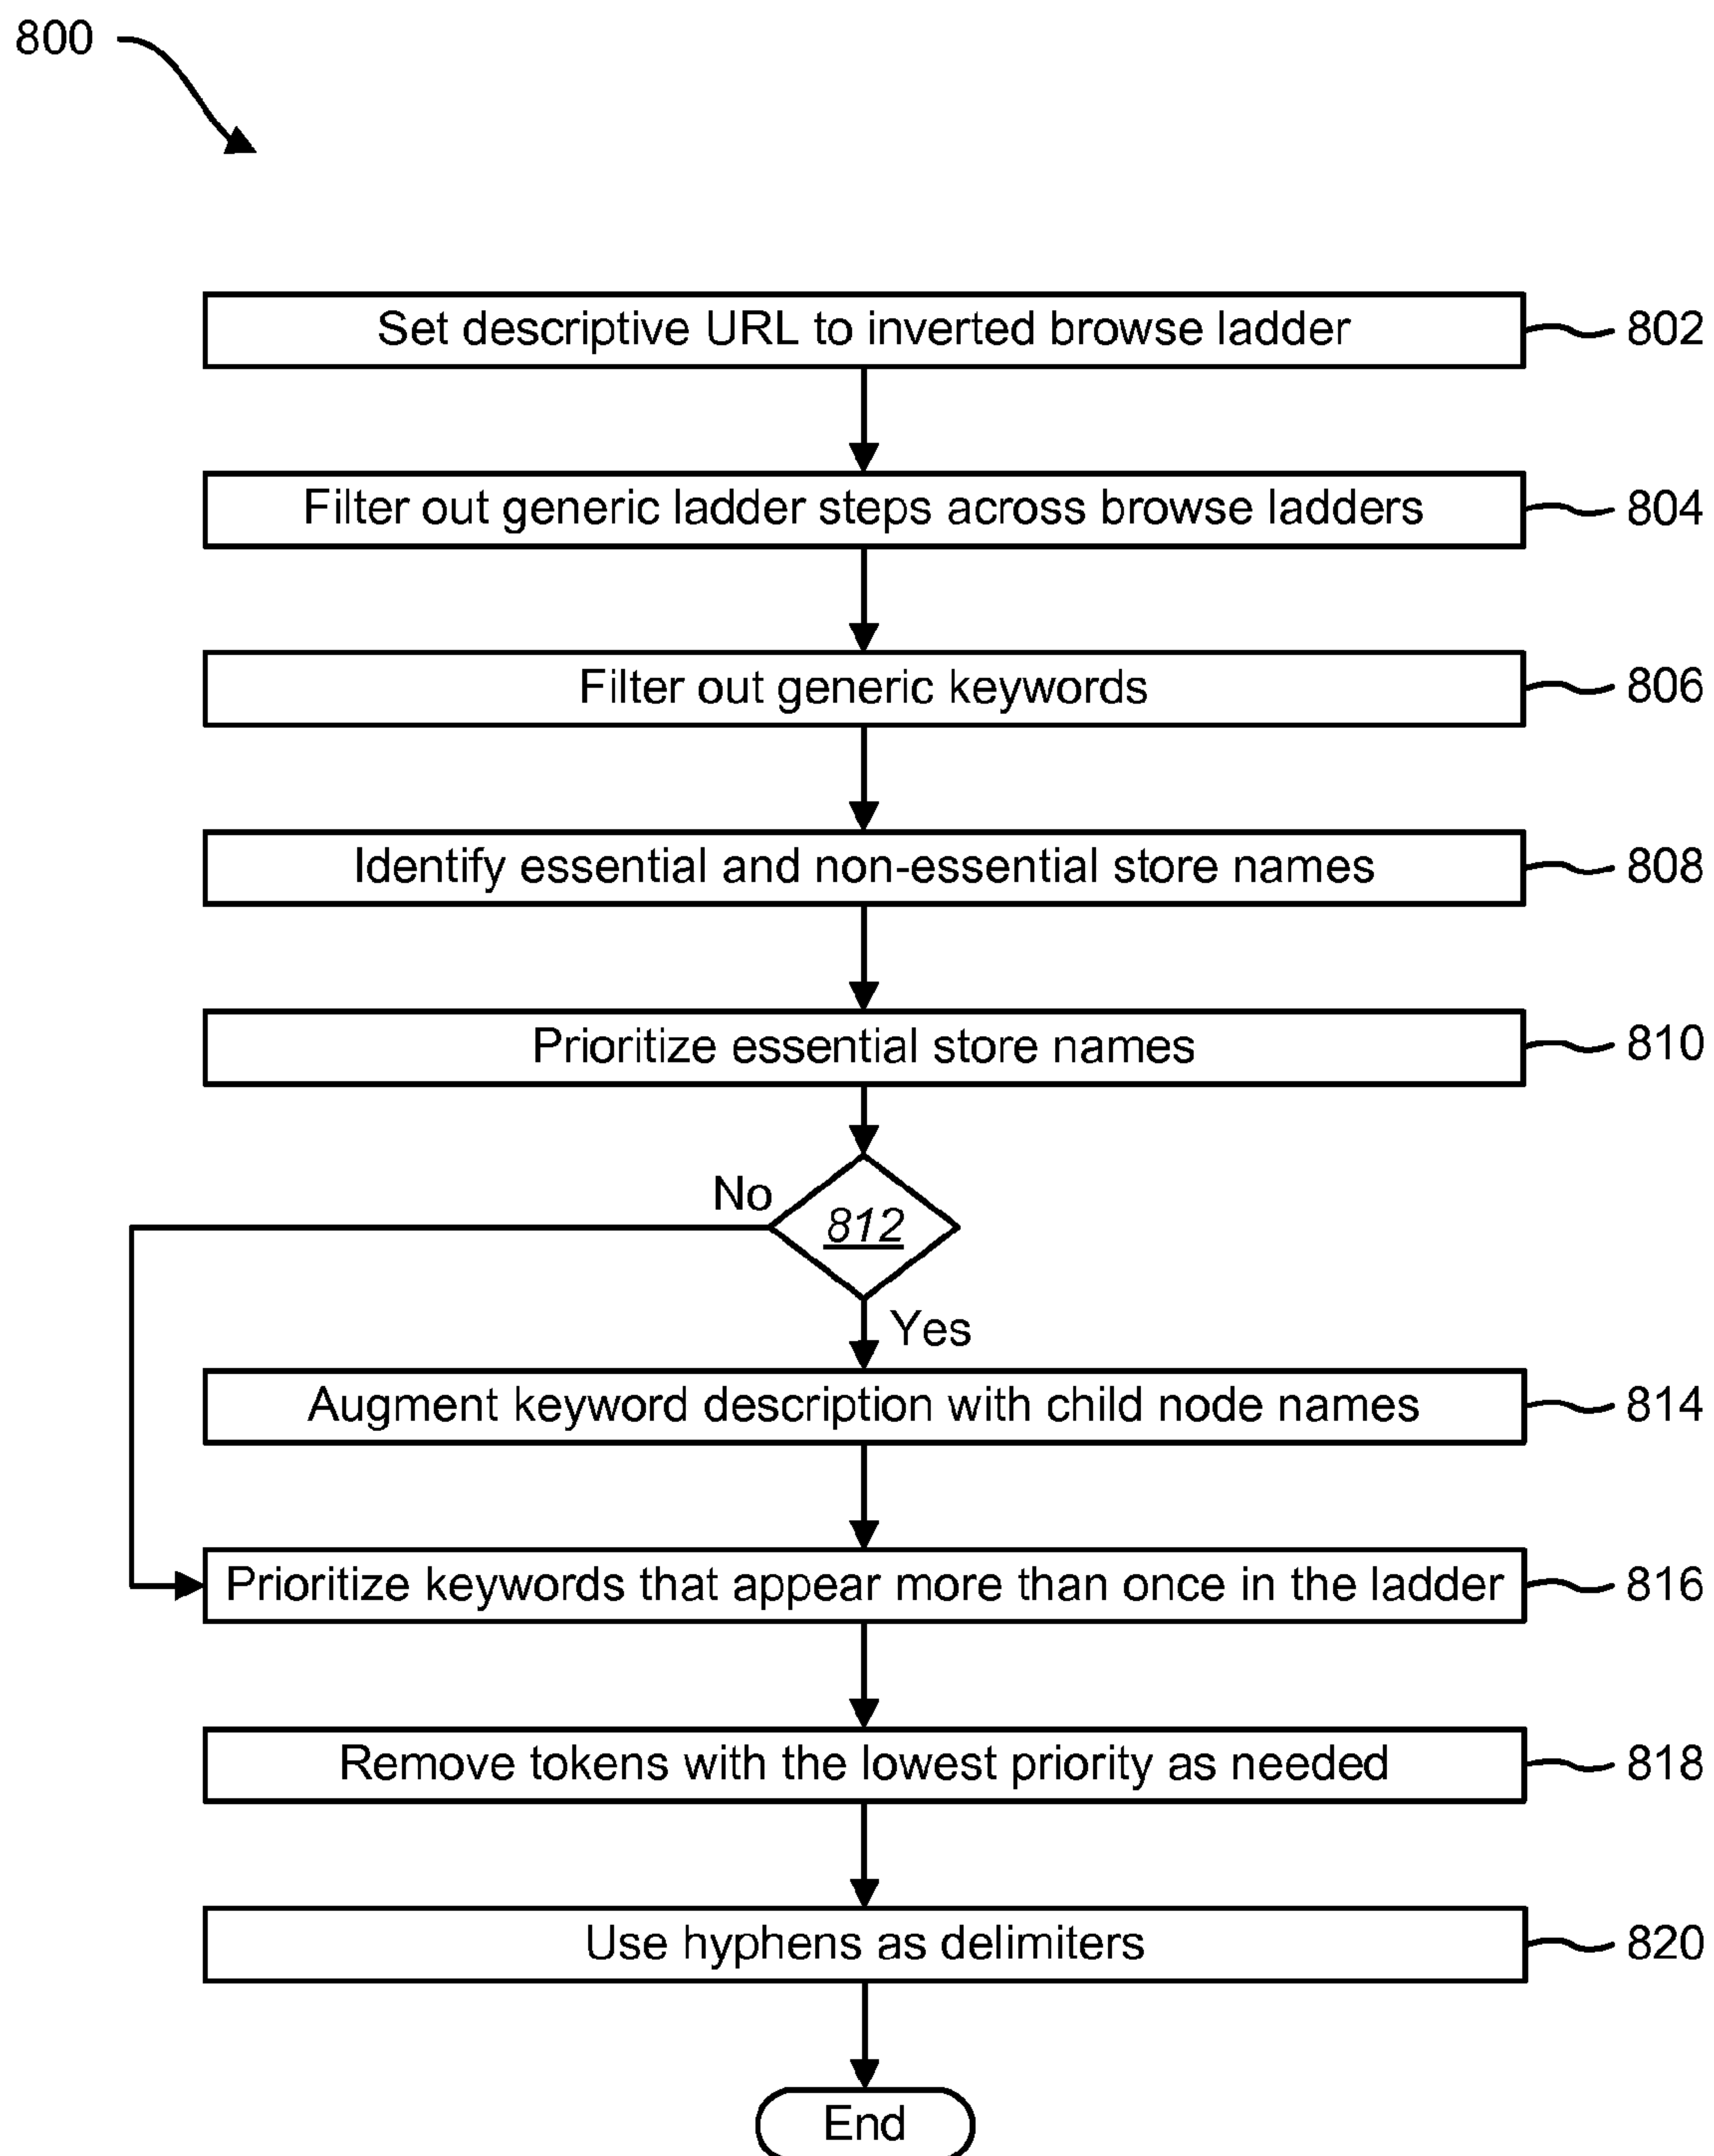 800
Set descriptive URL to inverted browse ladder
802
Filter out generic ladder steps across browse ladders
804
Filter out generic keywords
806
Identify essential and non-essential store names
808
Prioritize essential store names
810
No
812
Yes
Augment keyword description with child node names
814
Prioritize keywords that appear more than once in the ladder
816
Remove tokens with the lowest priority as needed
818
Use hyphens as delimiters
820
End